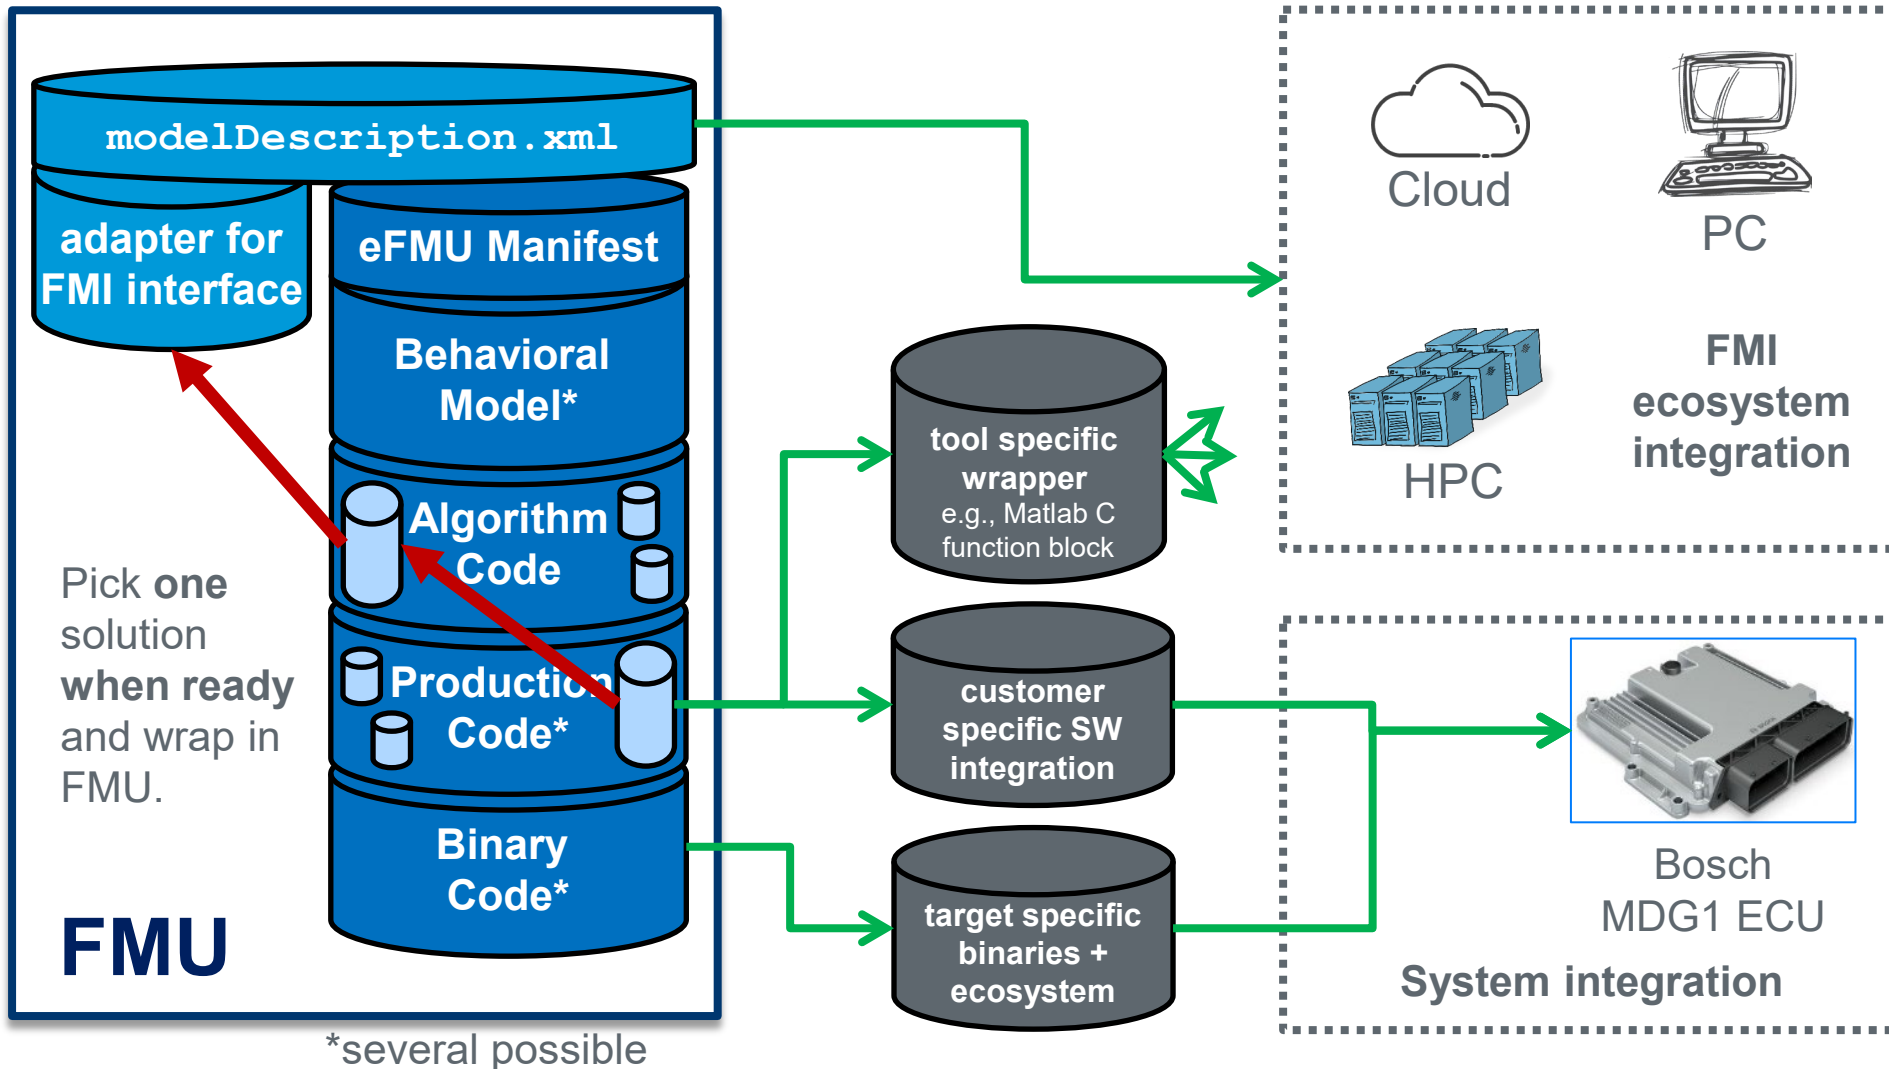 modelDescription.xml
adapter for
FMI interface
eFMU Manifest
Behavioral
Model*
Algorithm
Code
Production
Code*
Binary
Code*
Pick one
solution
when ready
and wrap in
FMU.
FMU
*several possible
tool specific
wrapper
e.g., Matlab C
function block
customer
specific SW
integration
target specific
binaries +
ecosystem
Cloud
PC
HPC
FMI
ecosystem
integration
Bosch
MDG1 ECU
System integration